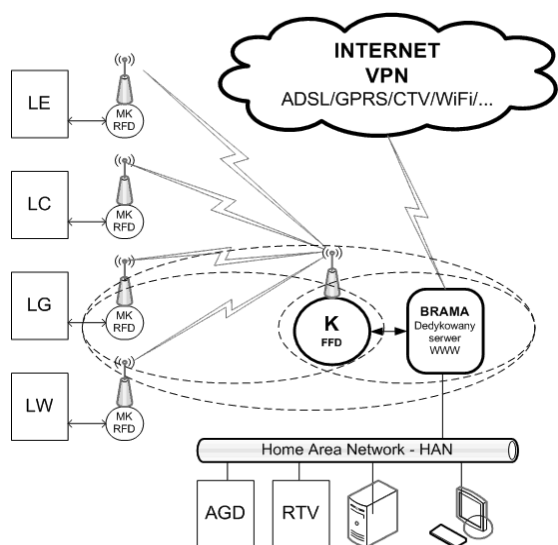 INTERNET
VPN
ADSL/GPRS/CTV/WiFi/...
LE
MK
RFD
LC
MK
RFD
LG
MK
RFD
LW
MK
RFD
K
FFD
BRAMA
Dedykowany
serwer
WWW
Home Area Network - HAN
AGD
RTV